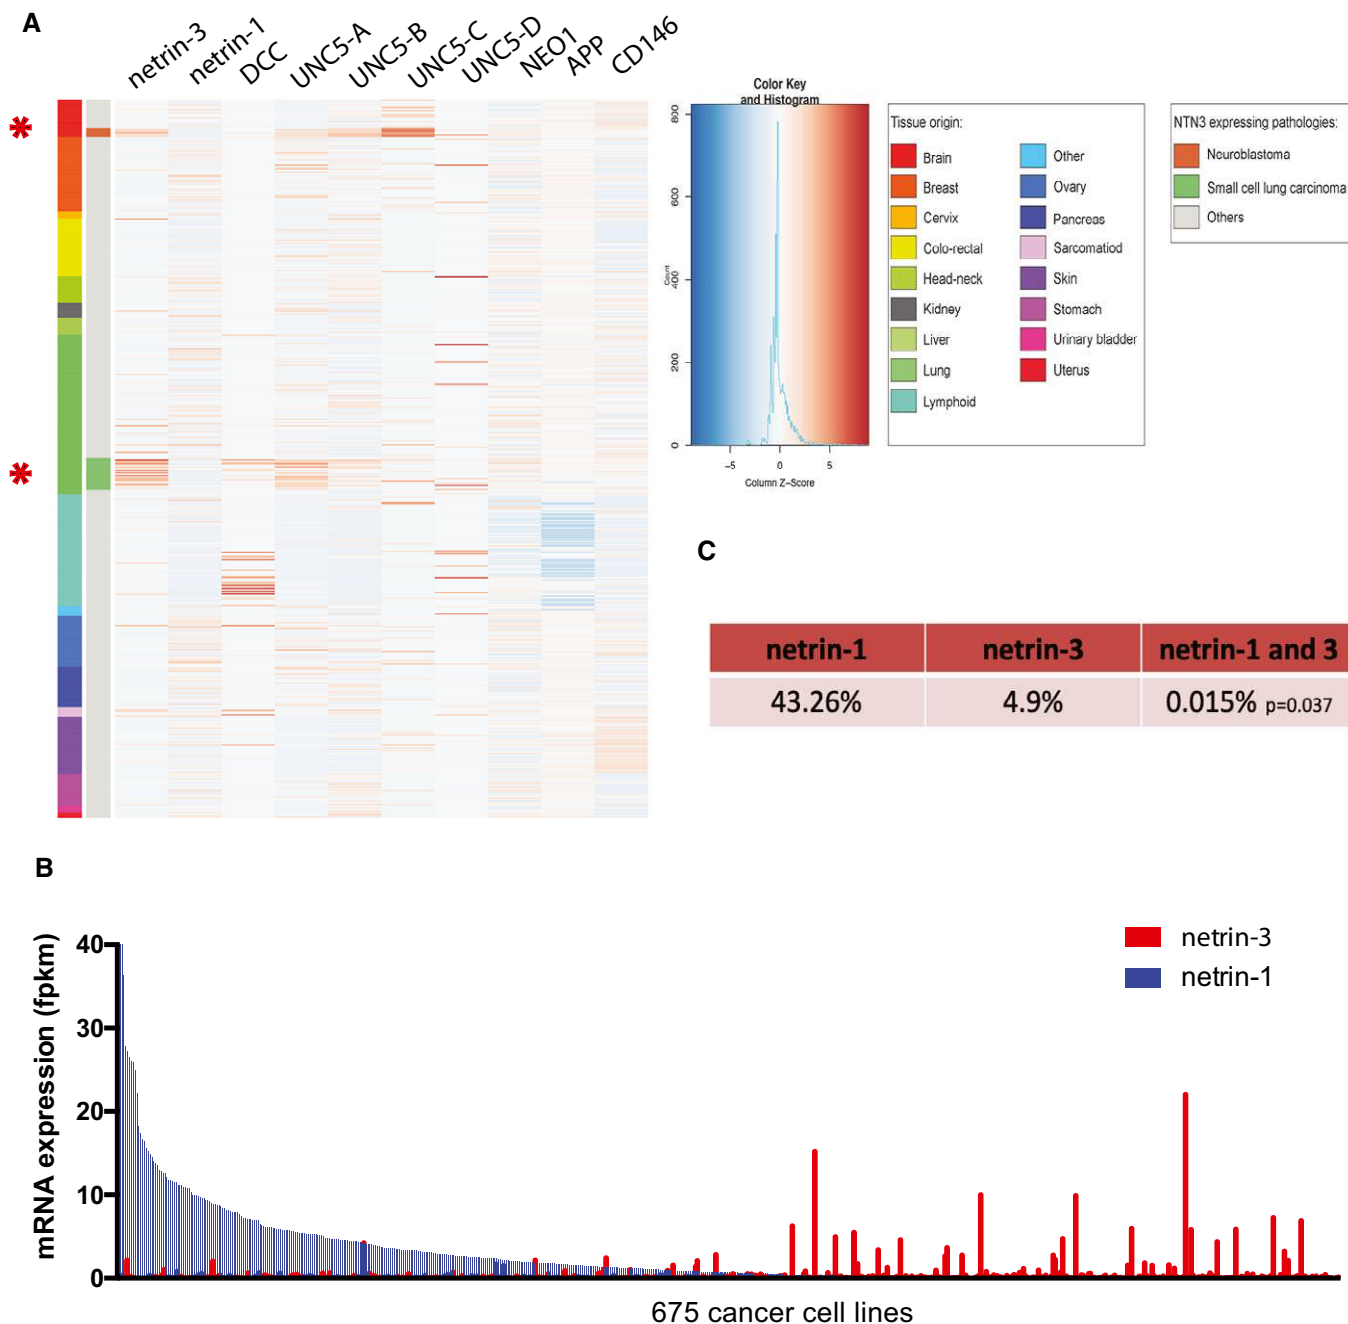 A
netrin-3
netrin-1
DCC
UNC5-A
UNC5-B
UNC5-C
UNC5-D
NEO1
APP
CD146
*
*
Color Key
and Histogram
Count
0
200
400
600
800
-5
0
5
Column Z-Score
Tissue origin:
Brain
Breast
Cervix
Colo-rectal
Head-neck
Kidney
Liver
Lung
Lymphoid
Other
Ovary
Pancreas
Sarcomatiod
Skin
Stomach
Urinary bladder
Uterus
NTN3 expressing pathologies:
Neuroblastoma
Small cell lung carcinoma
Others
C
netrin-1 netrin-3 netrin-1 and 3
43.26% 4.9% 0.015% p=0.037
B
mRNA expression (fpkm)
40
30
20
10
0
netrin-3
netrin-1
675 cancer cell lines